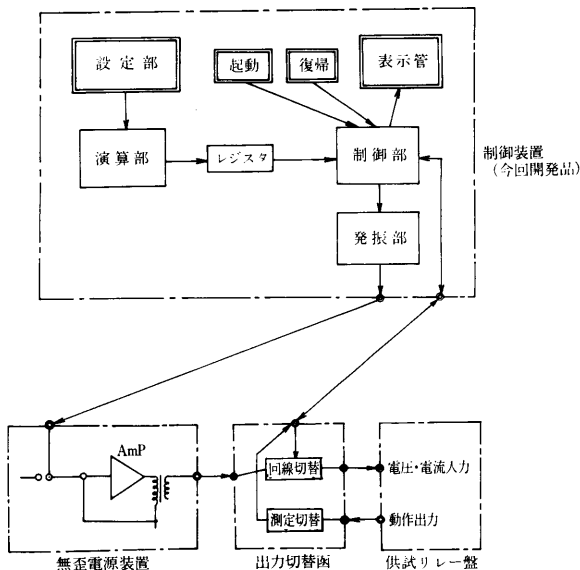 設定部
起動
復帰
表示管
演算部
レジスタ
制御部
制御装置
(今回開発品)
発振部
AmP
回線切替
電圧・電流入力
測定切替
動作出力
無歪電源装置
出力切替函
供試リレー盤